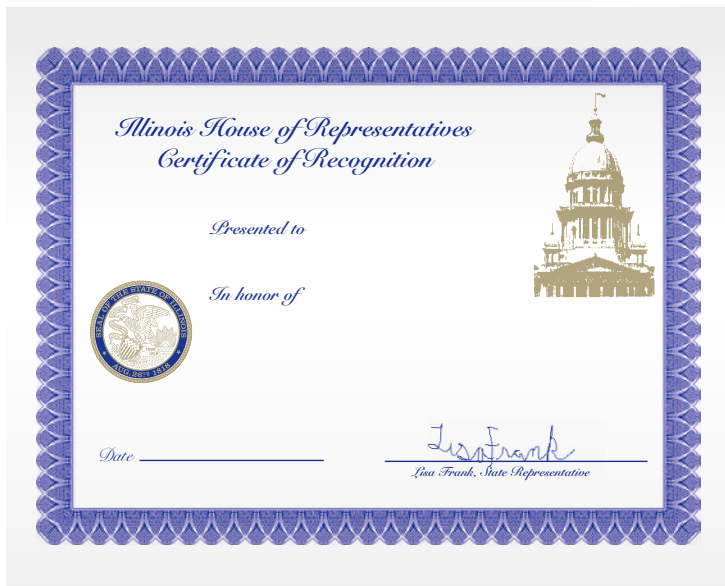 Illinois House of Representatives
Certificate of Recognition
Presented to
In honor of
SEAL OF THE STATE OF ILLINOIS
AUG. 26TH 1818
Date
Lisa Frank
Lisa Frank, State Representative